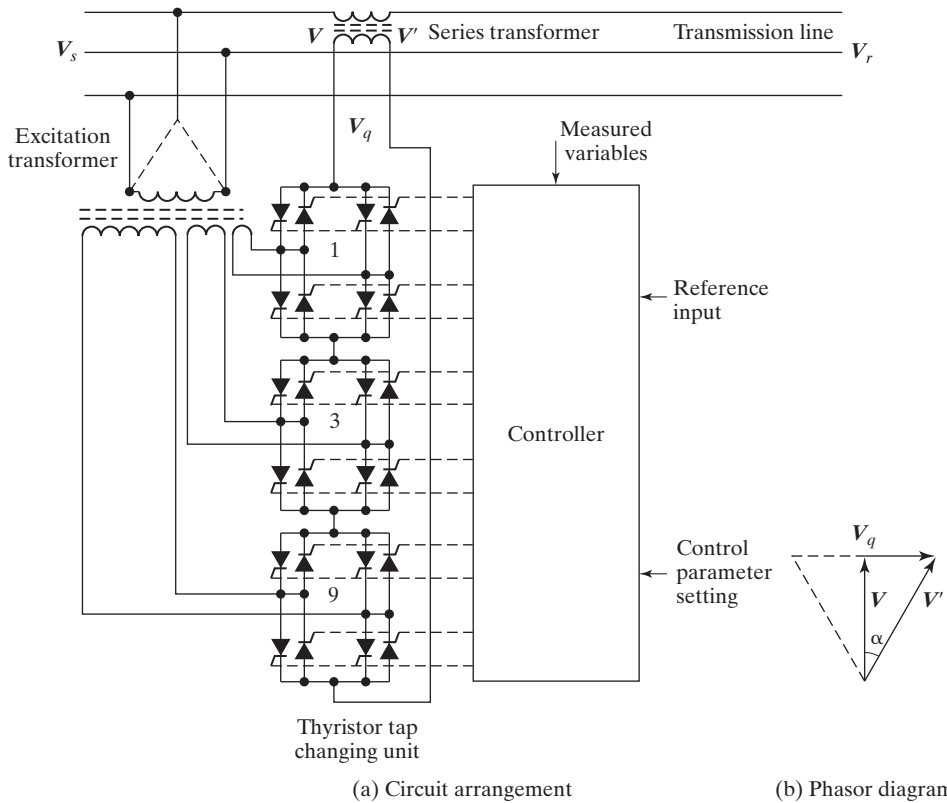 V
V'
Series transformer
Transmission line
V_s
V_r
Excitation
transformer
V_q
Measured
variables
1
Reference
input
3
Controller
9
Control
parameter
setting
V_q
V
V'
α
Thyristor tap
changing unit
(a) Circuit arrangement
(b) Phasor diagran